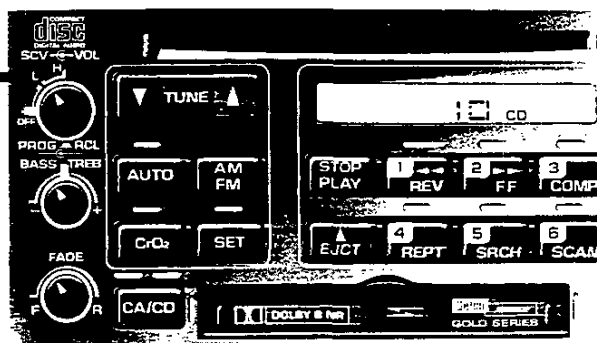 COMPACT
disc
DIGITAL AUDIO
SCV VOL
L H
OFF
PROG RCL
BASS TREB
- +
FADE
F R
TUNE
AUTO AM FM
CrO₂ SET
CA/CD
10 CD
STOP PLAY
1 REV
2 FF
3 COMP
EJCT
4 REPT
5 SRCH
6 SCAN
DOLBY B NR
GOLD SERIES